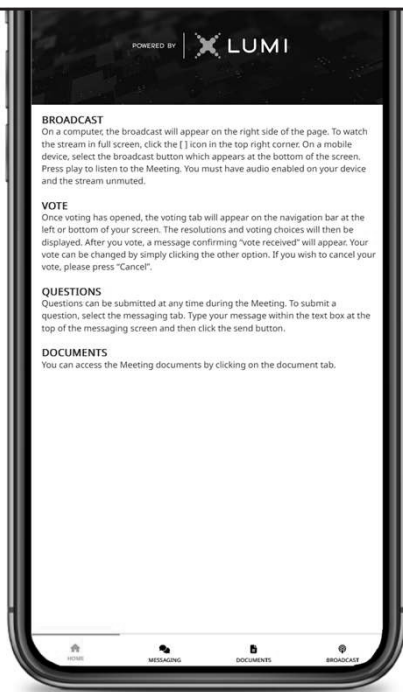 POWERED BY LUMI
BROADCAST
On a computer, the broadcast will appear on the right side of the page. To watch
the stream in full screen, click the [ ] icon in the top right corner. On a mobile
device, select the broadcast button which appears at the bottom of the screen.
Press play to listen to the Meeting. You must have audio enabled on your device
and the stream unmuted.
VOTE
Once voting has opened, the voting tab will appear on the navigation bar at the
left or bottom of your screen. The resolutions and voting choices will then be
displayed. After you vote, a message confirming “vote received” will appear. Your
vote can be changed by simply clicking the other option. If you wish to cancel your
vote, please press “Cancel”.
QUESTIONS
Questions can be submitted at any time during the Meeting. To submit a
question, select the messaging tab. Type your message within the text box at the
top of the messaging screen and then click the send button.
DOCUMENTS
You can access the Meeting documents by clicking on the document tab.
HOME MESSAGING DOCUMENTS BROADCAST